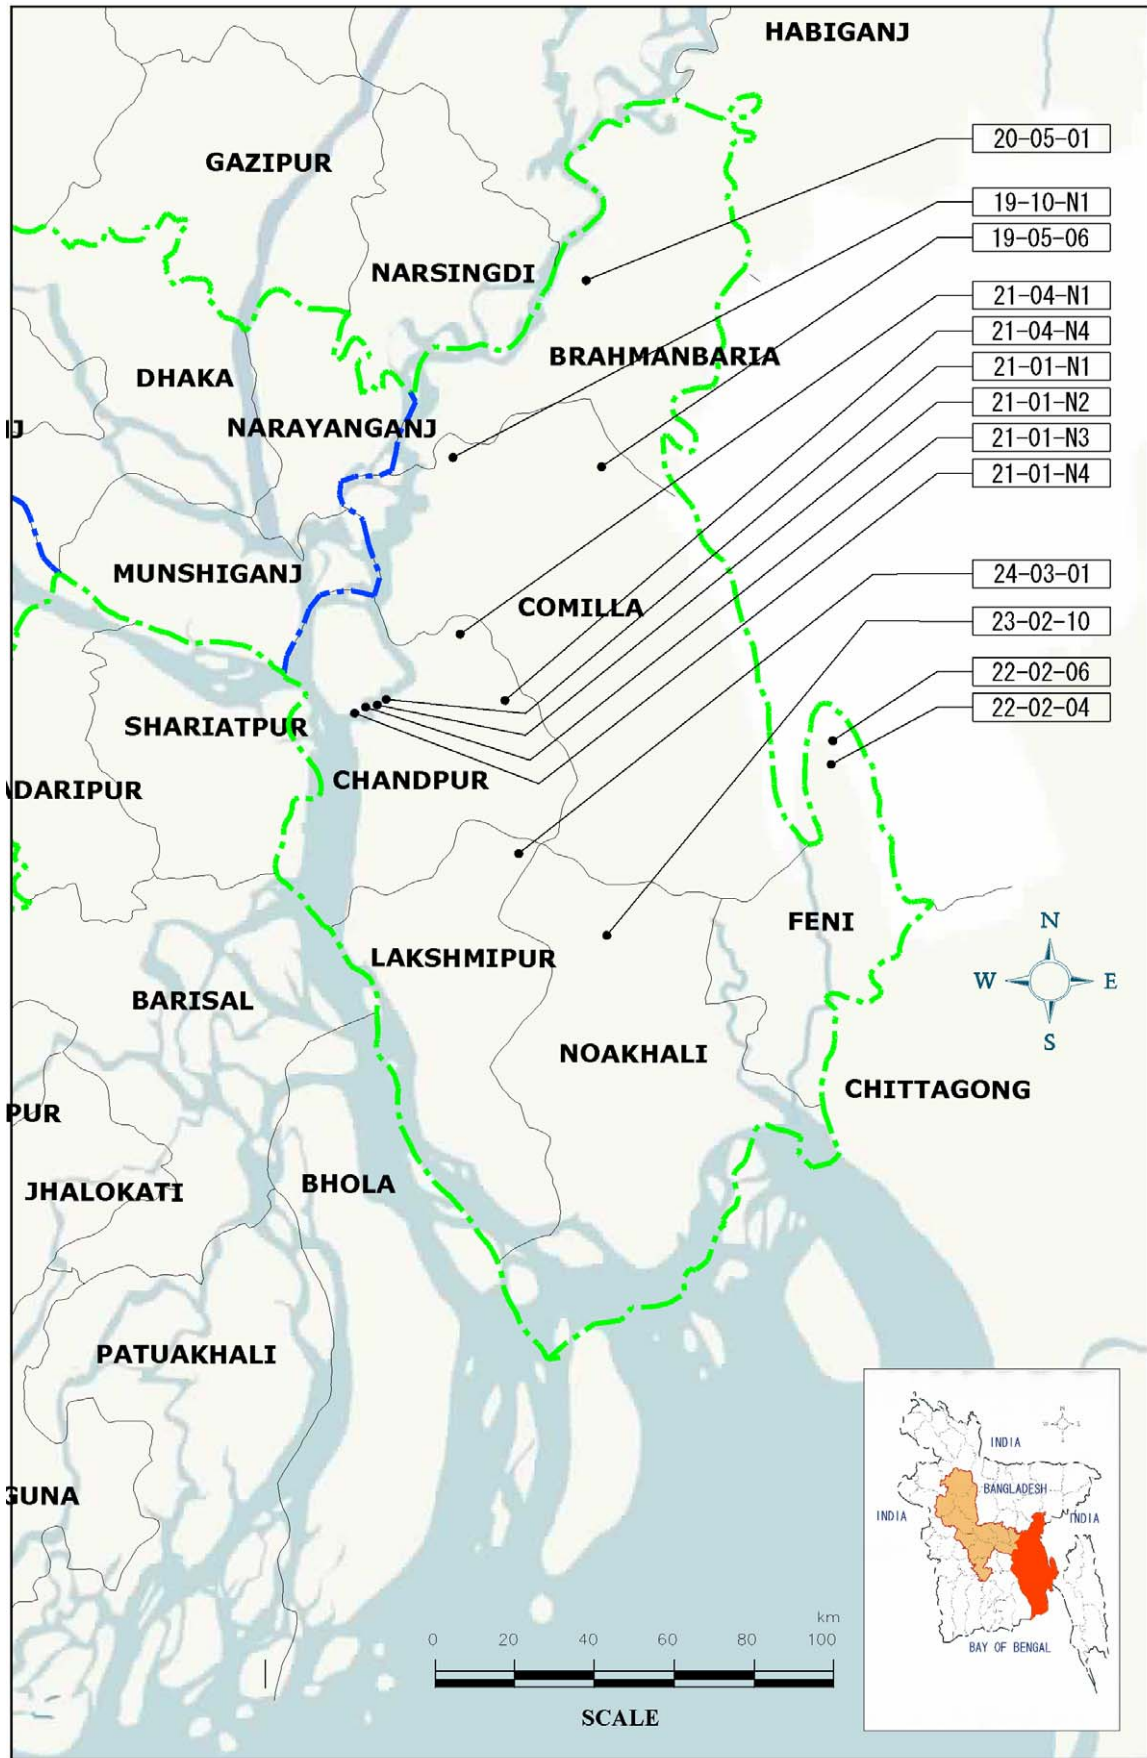 HABIGANJ
20-05-01
GAZIPUR
19-10-N1
19-05-06
NARSINGDI
21-04-N1
21-04-N4
BRAHMANBARIA
21-01-N1
DHAKA
21-01-N2
NARAYANGANJ
21-01-N3
21-01-N4
MUNSHIGANJ
24-03-01
COMILLA
23-02-10
22-02-06
SHARIATPUR
22-02-04
CHANDPUR
ADARIPUR
FENI
N
LAKSHMIPUR
W E
BARISAL
S
NOAKHALI
CHITTAGONG
PUR
BHOLA
JHALOKATI
PATUAKHALI
INDIA
BANGLADESH
GUNA
INDIA
INDIA
km
0 20 40 60 80 100
BAY OF BENGAL
SCALE